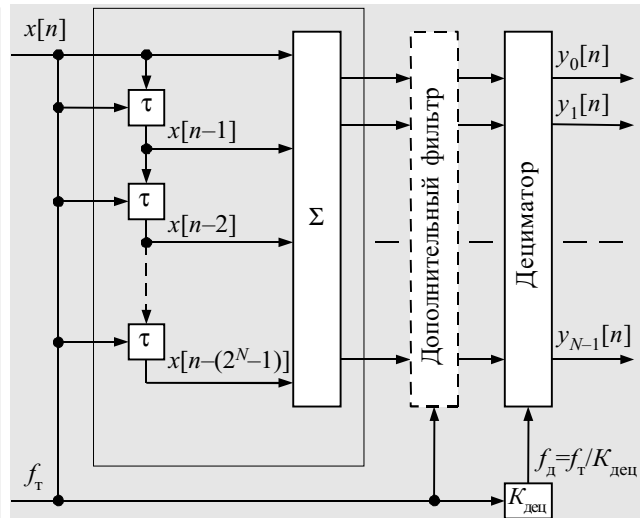 x[n]
τ
x[n–1]
τ
x[n–2]
τ
x[n-(2^N–1)]
Σ
Дополнительный фильтр
Дециматор
y_0[n]
y_1[n]
y_{N–1}[n]
f_т
f_д=f_т/K_дец
K_дец